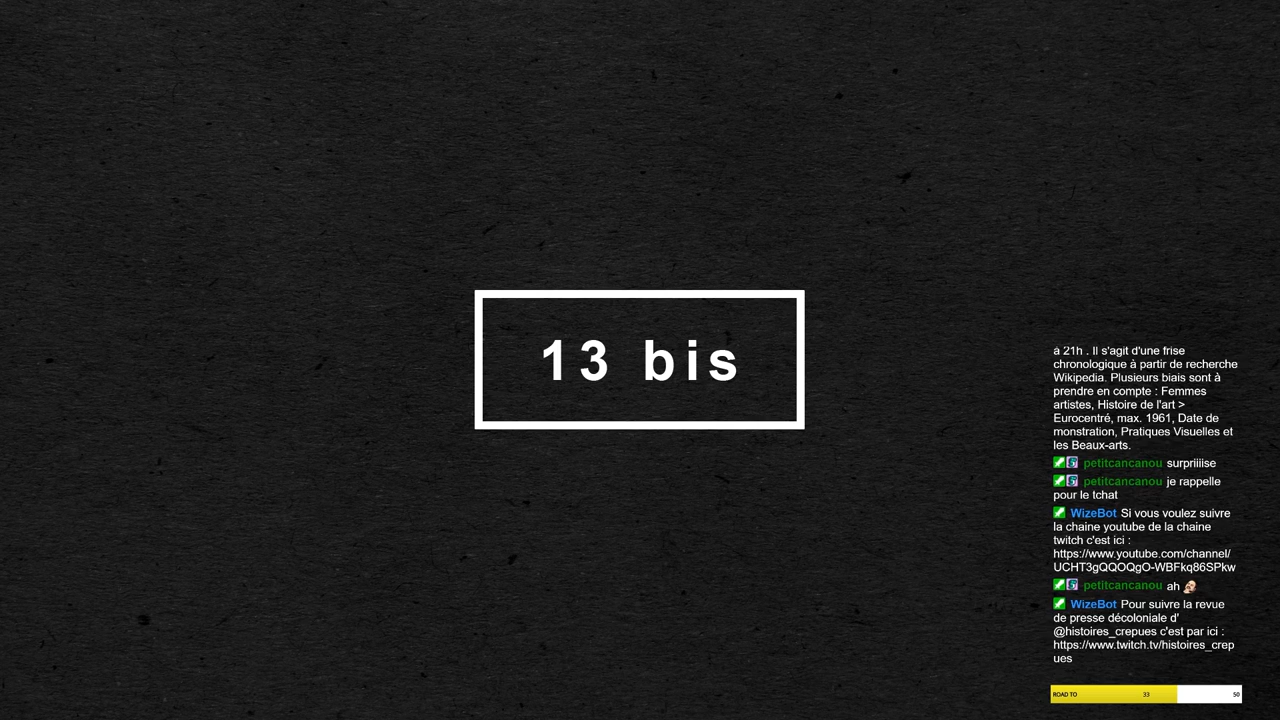 13 bis
à 21h . Il s'agit d'une frise
chronologique à partir de recherche
Wikipedia. Plusieurs biais sont à
prendre en compte : Femmes
artistes, Histoire de l'art >
Eurocentré, max. 1961, Date de
monstration, Pratiques Visuelles et
les Beaux-arts.
petitcancanou surpriiiise
petitcancanou je rappelle
pour le tchat
WizeBot Si vous voulez suivre
la chaine youtube de la chaine
twitch c'est ici :
https://www.youtube.com/channel/
UCHT3gQQOQgO-WBFkq86SPkw
petitcancanou ah
WizeBot Pour suivre la revue
de presse décoloniale d'
@histoires_crepues c'est par ici :
https://www.twitch.tv/histoires_crep
ues
ROAD TO 33 50